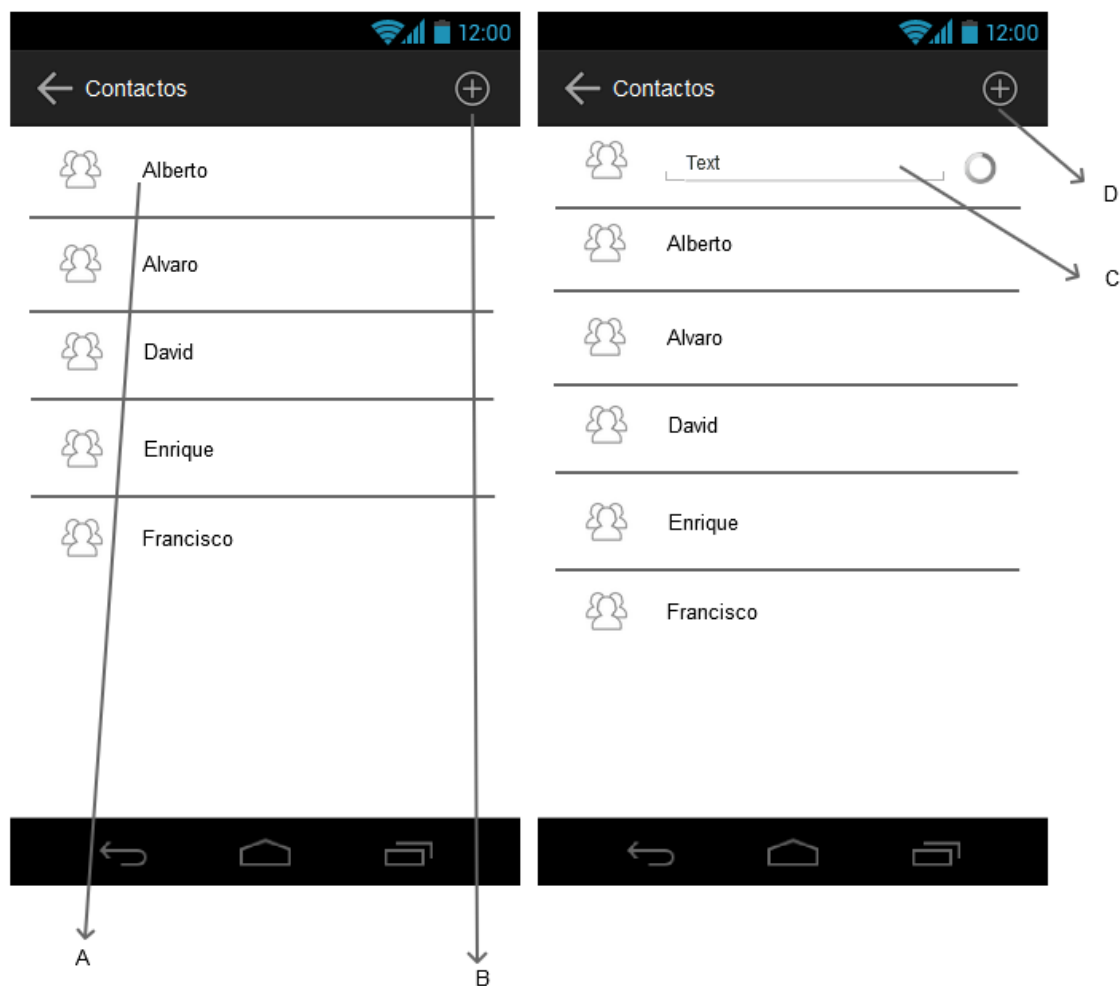 12:00
Contactos
Alberto
Alvaro
David
Enrique
Francisco
A
B
12:00
Contactos
Text
Alberto
Alvaro
David
Enrique
Francisco
D
C